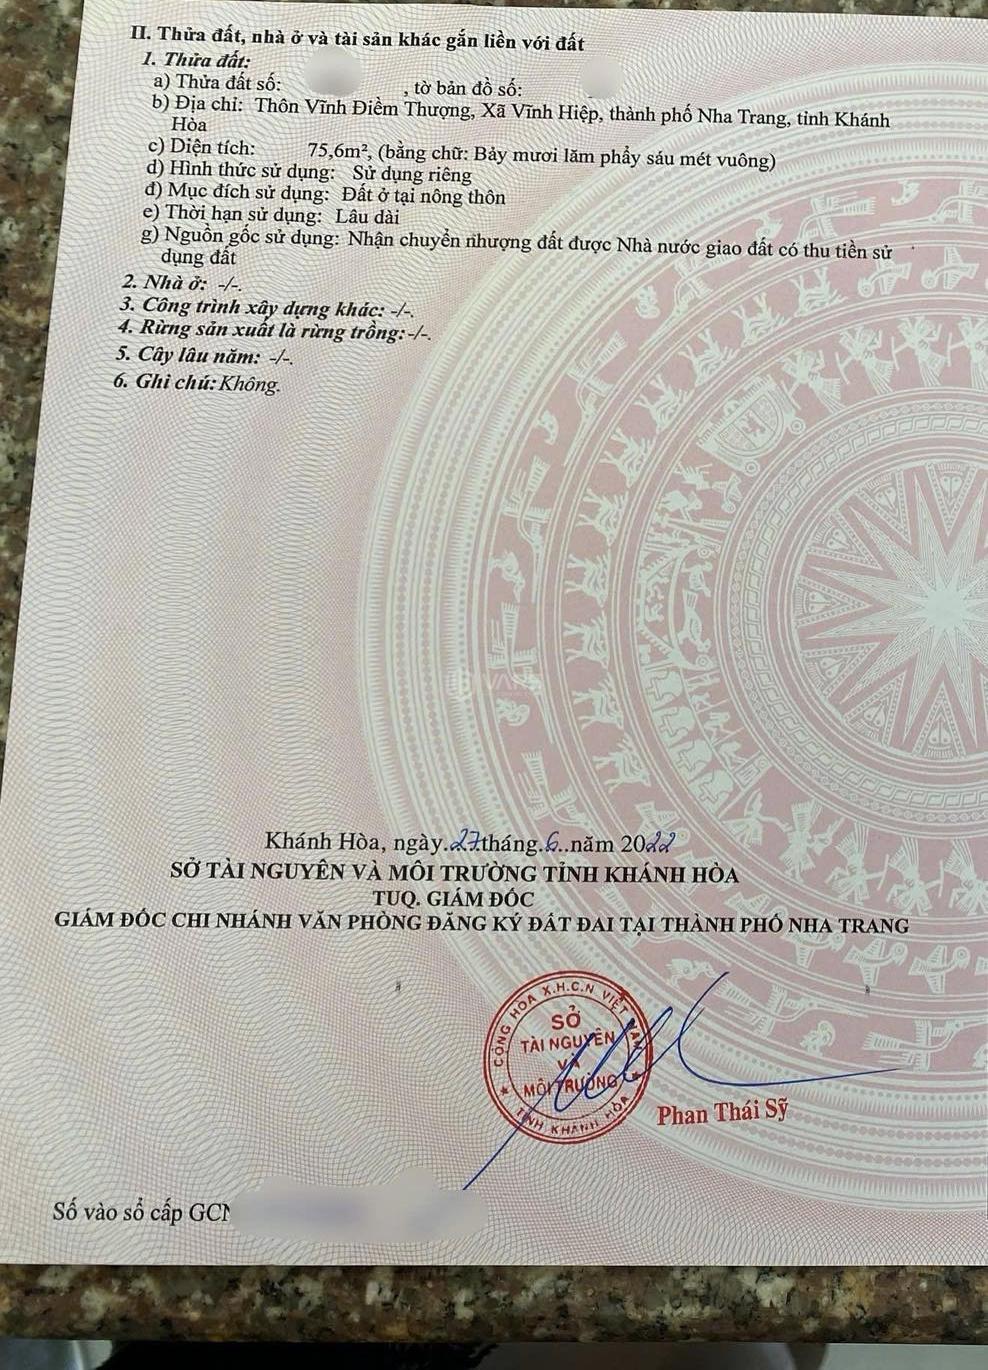 II. Thửa đất, nhà ở và tài sản khác gắn liền với đất
1. Thửa đất:
a) Thửa đất số: , tờ bản đồ số:
b) Địa chỉ: Thôn Vĩnh Điềm Thượng, Xã Vĩnh Hiệp, thành phố Nha Trang, tỉnh Khánh
Hòa
c) Diện tích: 75,6m², (bằng chữ: Bảy mươi lăm phẩy sáu mét vuông)
d) Hình thức sử dụng: Sử dụng riêng
đ) Mục đích sử dụng: Đất ở tại nông thôn
e) Thời hạn sử dụng: Lâu dài
g) Nguồn gốc sử dụng: Nhận chuyển nhượng đất được Nhà nước giao đất có thu tiền sử
dụng đất
2. Nhà ở: -/-.
3. Công trình xây dựng khác: -/-.
4. Rừng sản xuất là rừng trồng: -/-.
5. Cây lâu năm: -/-.
6. Ghi chú: Không.
Khánh Hòa, ngày.27tháng.6..năm 2022
SỞ TÀI NGUYÊN VÀ MÔI TRƯỜNG TỈNH KHÁNH HÒA
TUQ. GIÁM ĐỐC
GIÁM ĐỐC CHI NHÁNH VĂN PHÒNG ĐĂNG KÝ ĐẤT ĐAI TẠI THÀNH PHỐ NHA TRANG
CỘNG HÒA X.H.C.N VIỆT NAM
SỞ
TÀI NGUYÊN
VÀ
MÔI TRƯỜNG
TỈNH KHÁNH HÒA
Phan Thái Sỹ
Số vào sổ cấp GCN